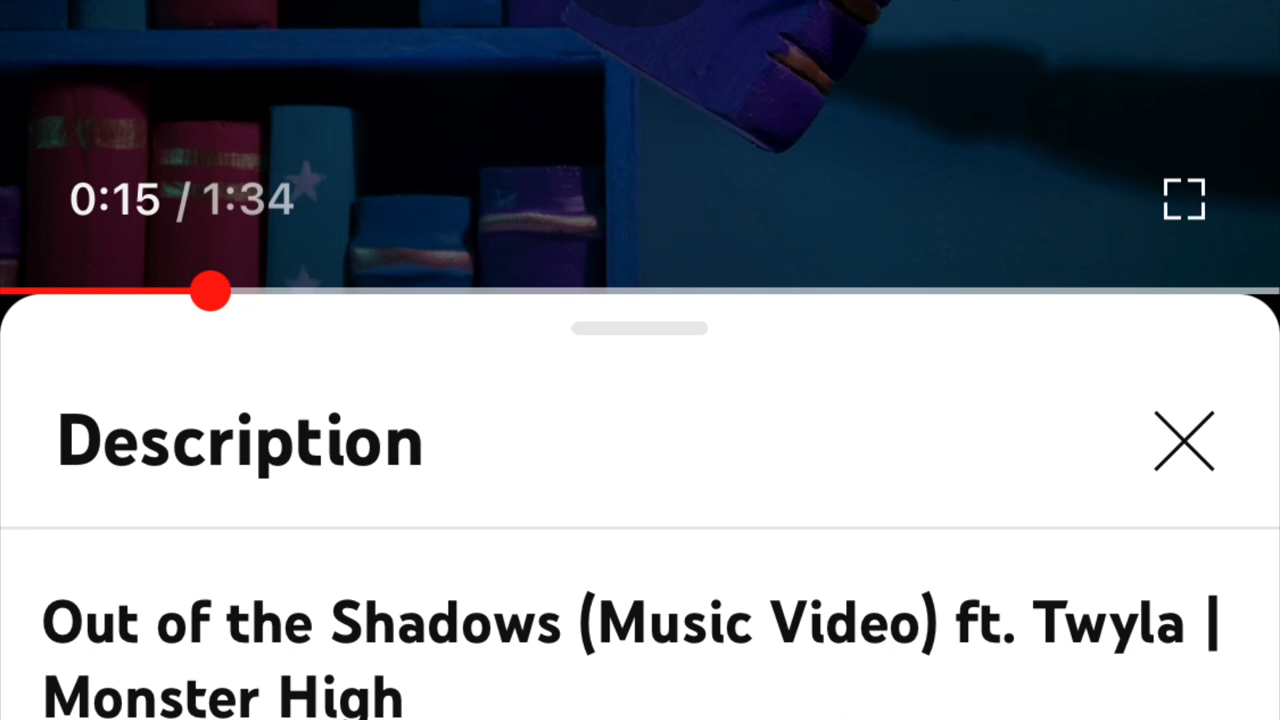 0:15 / 1:34
Description
Out of the Shadows (Music Video) ft. Twyla |
Monster High